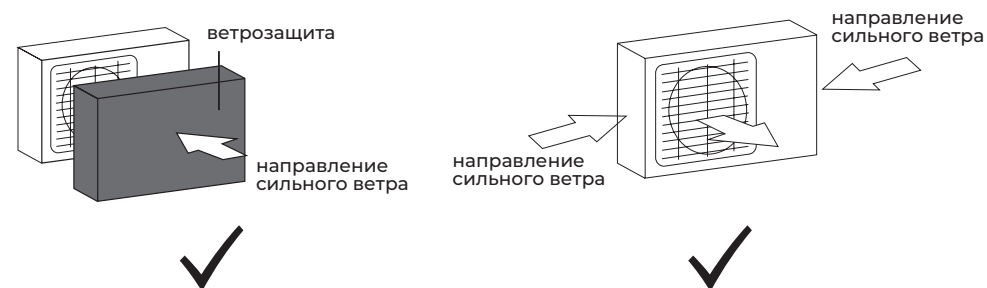 ветрозащита
направление
сильного ветра
направление
сильного ветра
направление
сильного ветра